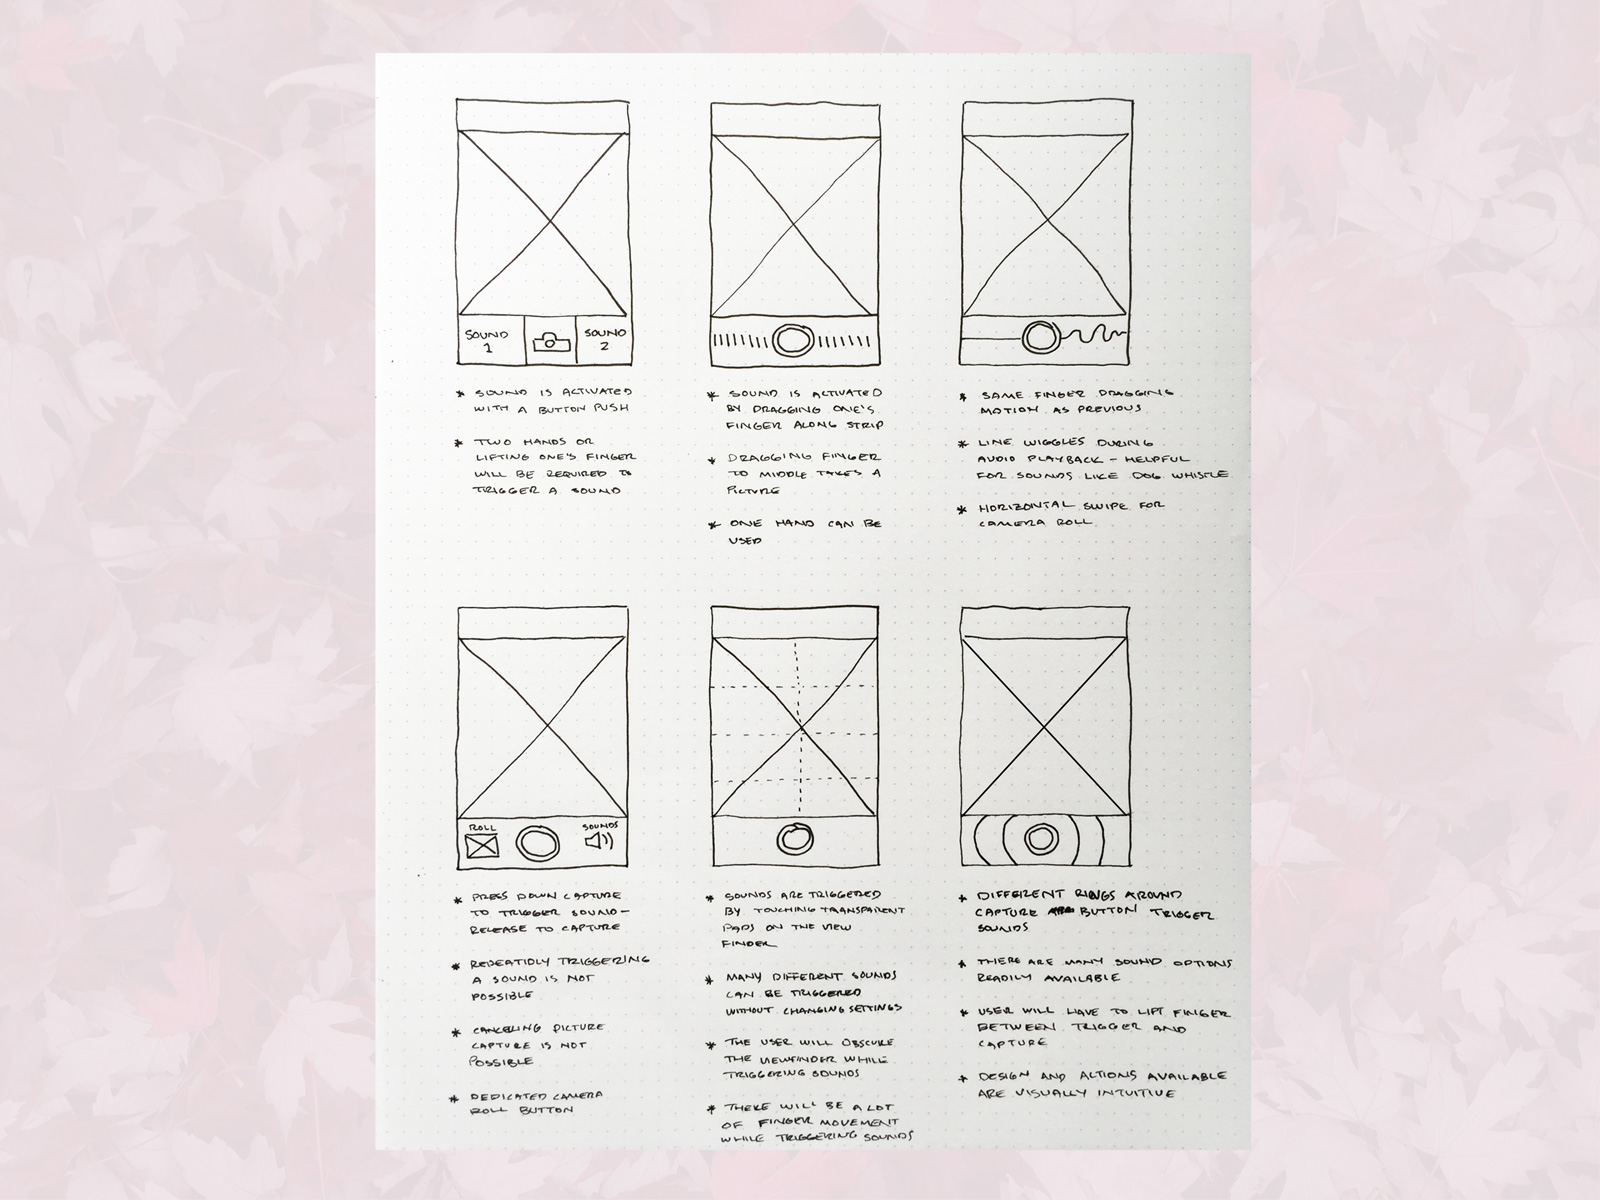 SOUND
1
SOUND
2
* SOUND IS ACTIVATED
WITH A BUTTON PUSH
* TWO HANDS OR
LIFTING ONE'S FINGER
WILL BE REQUIRED TO
TRIGGER A SOUND
* SOUND IS ACTIVATED
BY DRAGGING ONE'S
FINGER ALONG STRIP
* DRAGGING FINGER
TO MIDDLE TAKES A
PICTURE
* ONE HAND CAN BE
USED
* SAME FINGER DRAGGING
MOTION AS PREVIOUS
* LINE WIGGLES DURING
AUDIO PLAYBACK - HELPFUL
FOR SOUNDS LIKE DOG WHISTLE
* HORIZONTAL SWIPE FOR
CAMERA ROLL
ROLL
SOUNDS
* PRESS DOWN CAPTURE
TO TRIGGER SOUND -
RELEASE TO CAPTURE
* REPEATIDLY TRIGGERING
A SOUND IS NOT
POSSIBLE
* CANCELING PICTURE
CAPTURE IS NOT
POSSIBLE
* DEDICATED CAMERA
ROLL BUTTON
* SOUNDS ARE TRIGGERED
BY TOUCHING TRANSPARENT
PADS ON THE VIEW
FINDER
* MANY DIFFERENT SOUNDS
CAN BE TRIGGERED
WITHOUT CHANGING SETTINGS
* THE USER WILL OBSCURE
THE VIEWFINDER WHILE
TRIGGERING SOUNDS
* THERE WILL BE A LOT
OF FINGER MOVEMENT
WHILE TRIGGERING SOUNDS
* DIFFERENT RINGS AROUND
CAPTURE BUTTON TRIGGER
SOUNDS
* THERE ARE MANY SOUND OPTIONS
READILY AVAILABLE
* USER WILL HAVE TO LIFT FINGER
BETWEEN TRIGGER AND
CAPTURE
* DESIGN AND ACTIONS AVAILABLE
ARE VISUALLY INTUITIVE